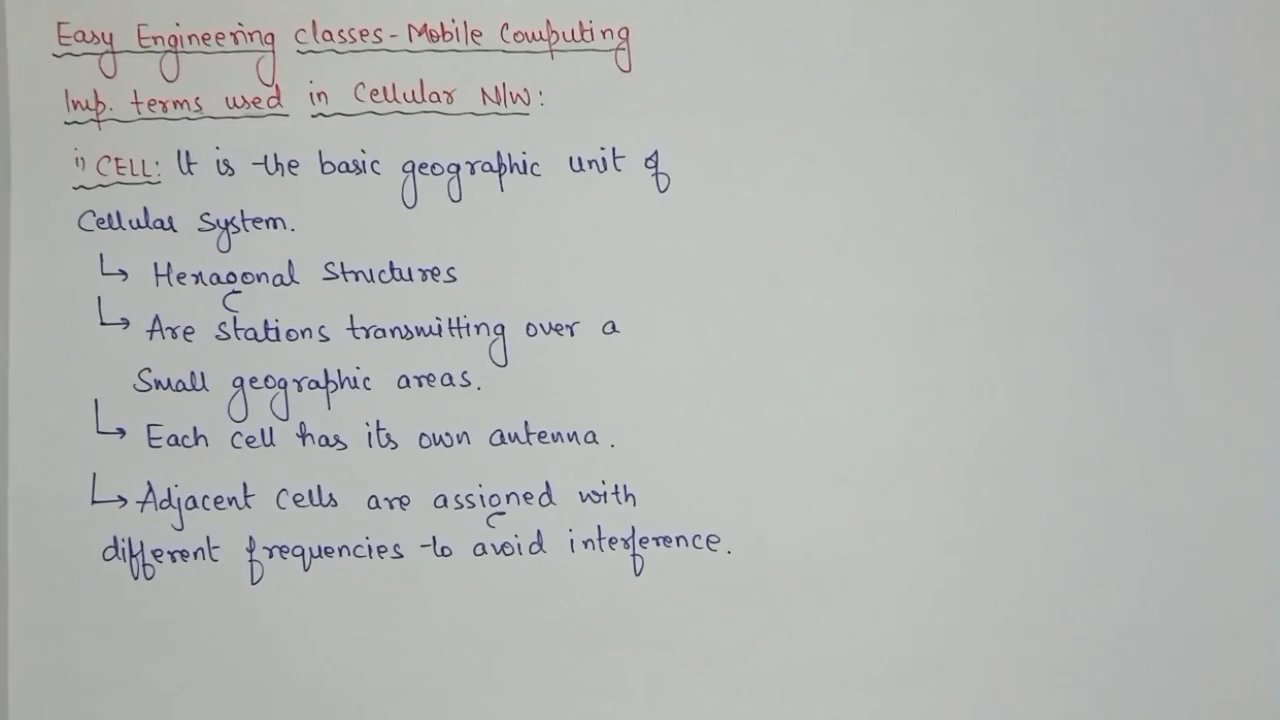 Easy Engineering classes - Mobile Computing
Imp. terms used in Cellular N/W:
i) CELL: It is the basic geographic unit of
Cellular System.
↳ Hexagonal Structures
↳ Are stations transmitting over a
Small geographic areas.
↳ Each cell has its own antenna.
↳ Adjacent cells are assigned with
different frequencies to avoid interference.